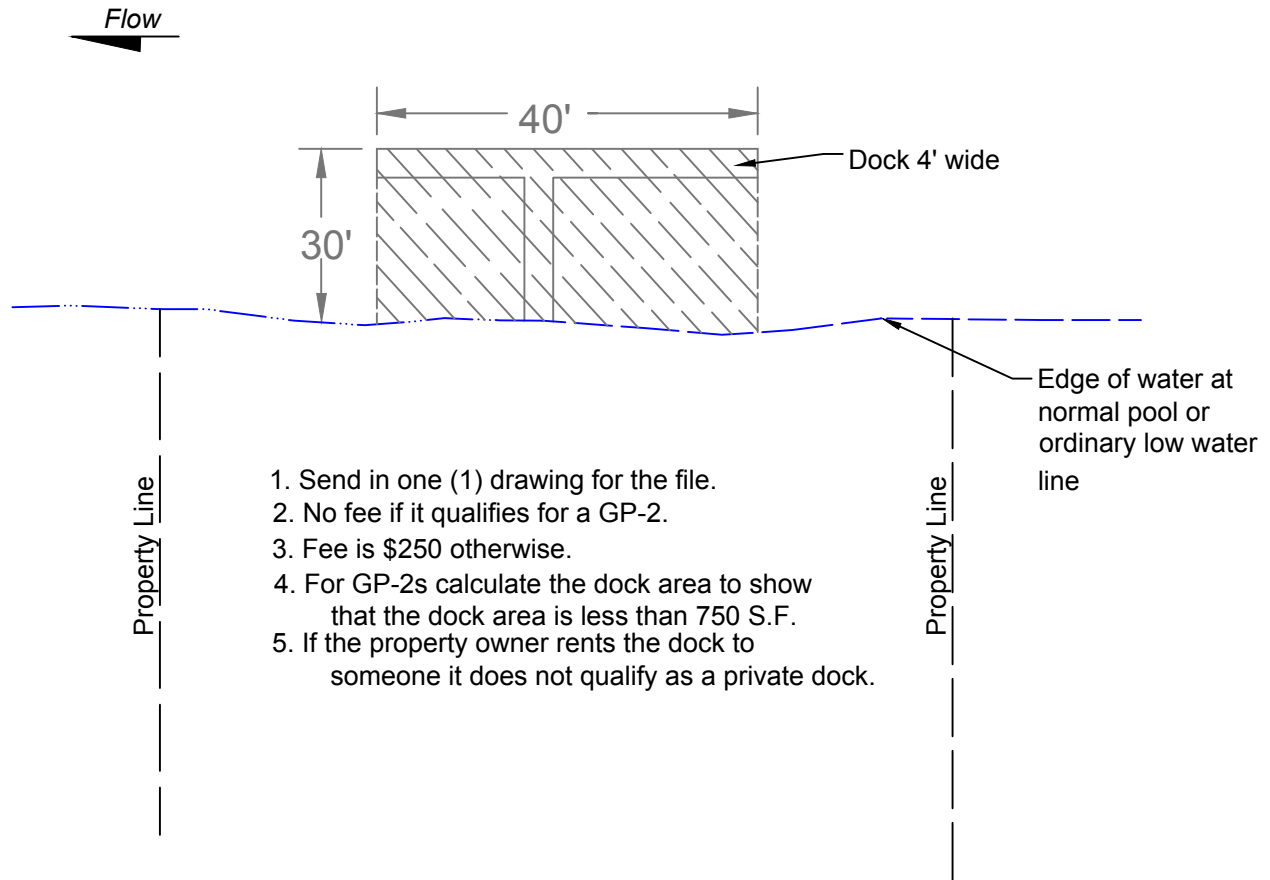 Flow
40'
Dock 4' wide
30'
Edge of water at
normal pool or
ordinary low water
line
Property Line
1. Send in one (1) drawing for the file.
2. No fee if it qualifies for a GP-2.
3. Fee is $250 otherwise.
4. For GP-2s calculate the dock area to show
that the dock area is less than 750 S.F.
5. If the property owner rents the dock to
someone it does not qualify as a private dock.
Property Line